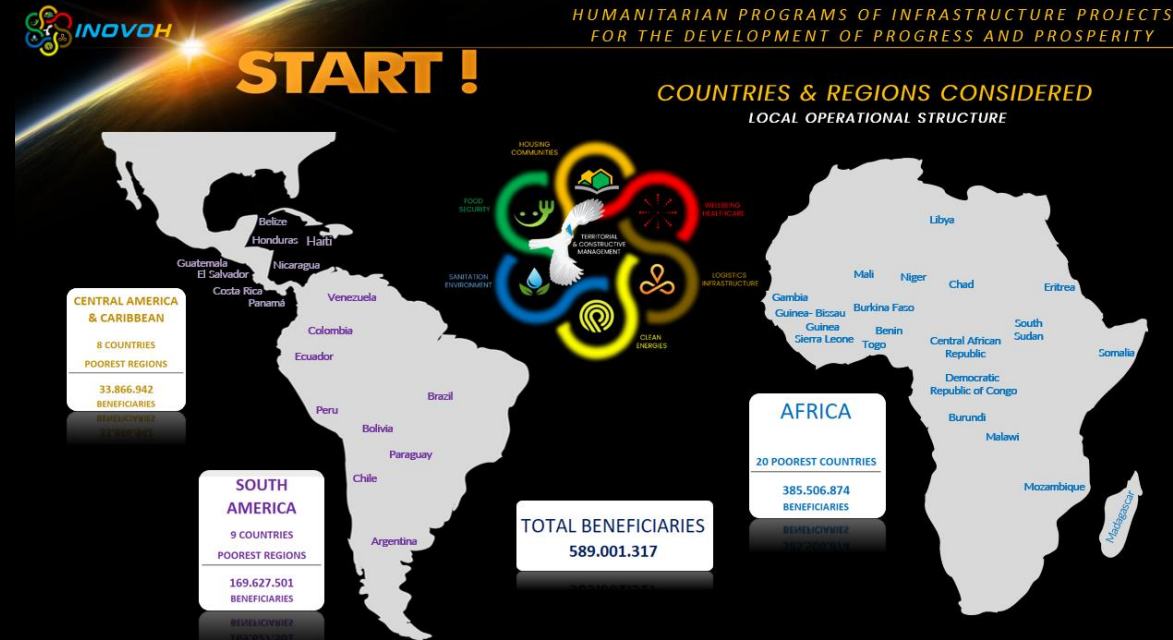 INOVOH
HUMANITARIAN PROGRAMS OF INFRASTRUCTURE PROJECTS
FOR THE DEVELOPMENT OF PROGRESS AND PROSPERITY
START !
COUNTRIES & REGIONS CONSIDERED
LOCAL OPERATIONAL STRUCTURE
HOUSING
COMMUNITIES
FOOD
SECURITY
WELLBEING
HEALTHCARE
TERRITORIAL
& CONSTRUCTIVE
MANAGEMENT
SANITATION
ENVIRONMENT
LOGISTICS
INFRASTRUCTURE
CLEAN
ENERGIES
Belize
Honduras
Haití
Guatemala
El Salvador
Nicaragua
Costa Rica
Panamá
Venezuela
Colombia
Ecuador
Peru
Brazil
Bolivia
Paraguay
Chile
Argentina
CENTRAL AMERICA
& CARIBBEAN
8 COUNTRIES
POOREST REGIONS
33.866.942
BENEFICIARIES
SOUTH
AMERICA
9 COUNTRIES
POOREST REGIONS
169.627.501
BENEFICIARIES
TOTAL BENEFICIARIES
589.001.317
AFRICA
20 POOREST COUNTRIES
385.506.874
BENEFICIARIES
Libya
Mali
Niger
Chad
Eritrea
Gambia
Guinea- Bissau
Burkina Faso
Guinea
Sierra Leone
Benin
Togo
Central African
Republic
South
Sudan
Somalia
Democratic
Republic of Congo
Burundi
Malawi
Mozambique
Madagascar